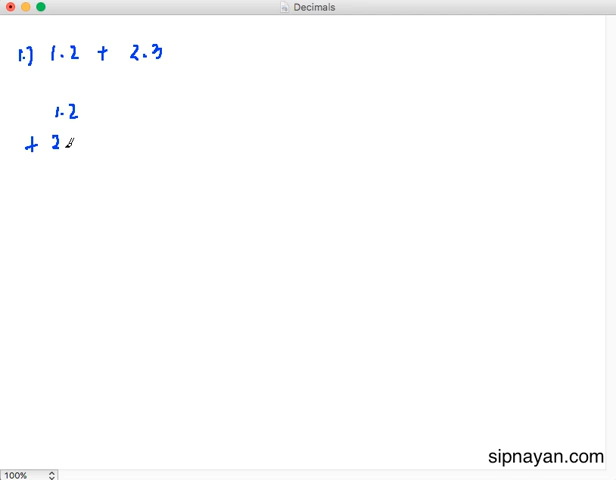 Decimals
1.) 1.2 + 2.3
1.2
+ 2
sipnayan.com
100%